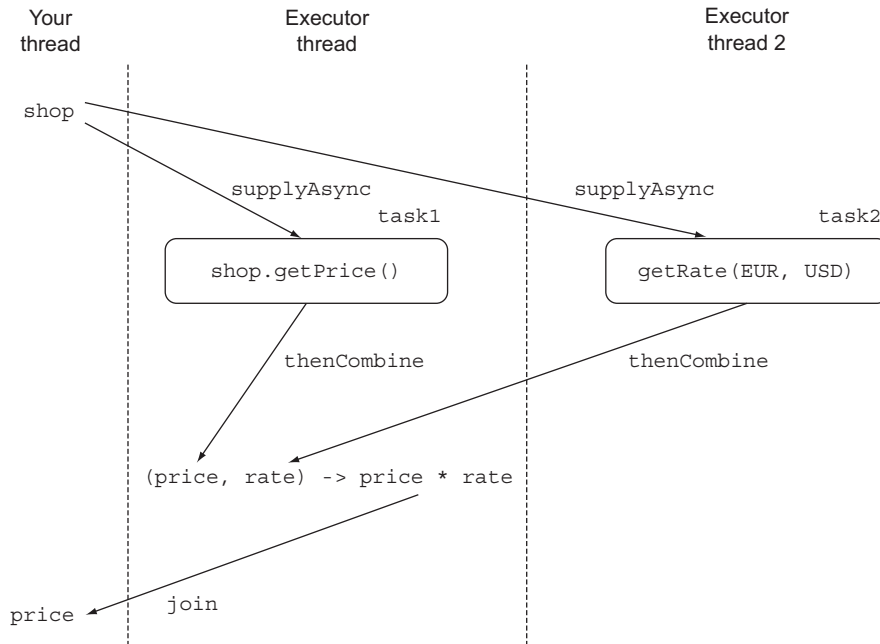 Your
thread
Executor
thread
Executor
thread 2
shop
supplyAsync
supplyAsync
task1
task2
shop.getPrice()
getRate(EUR, USD)
thenCombine
thenCombine
(price, rate) -> price * rate
join
price